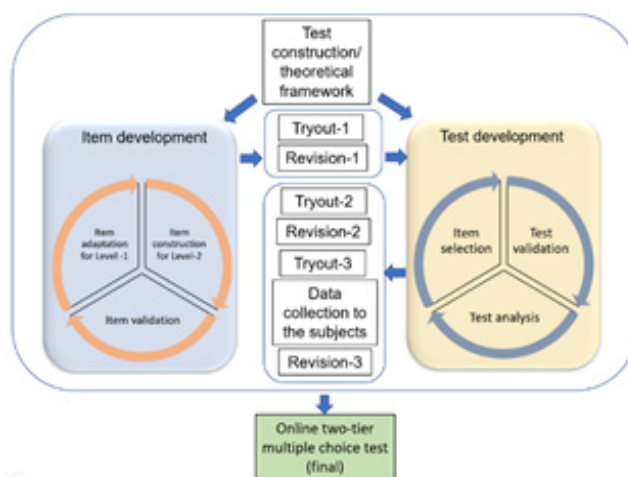 Test
construction/
theoretical
framework
Item development
Tryout-1
Revision-1
Test development
Item
adaptation
for Level -1
Item
construction
for Level-2
Item validation
Tryout-2
Revision-2
Tryout-3
Data
collection to
the subjects
Revision-3
Item
selection
Test
validation
Test analysis
Online two-tier
multiple choice test
(final)